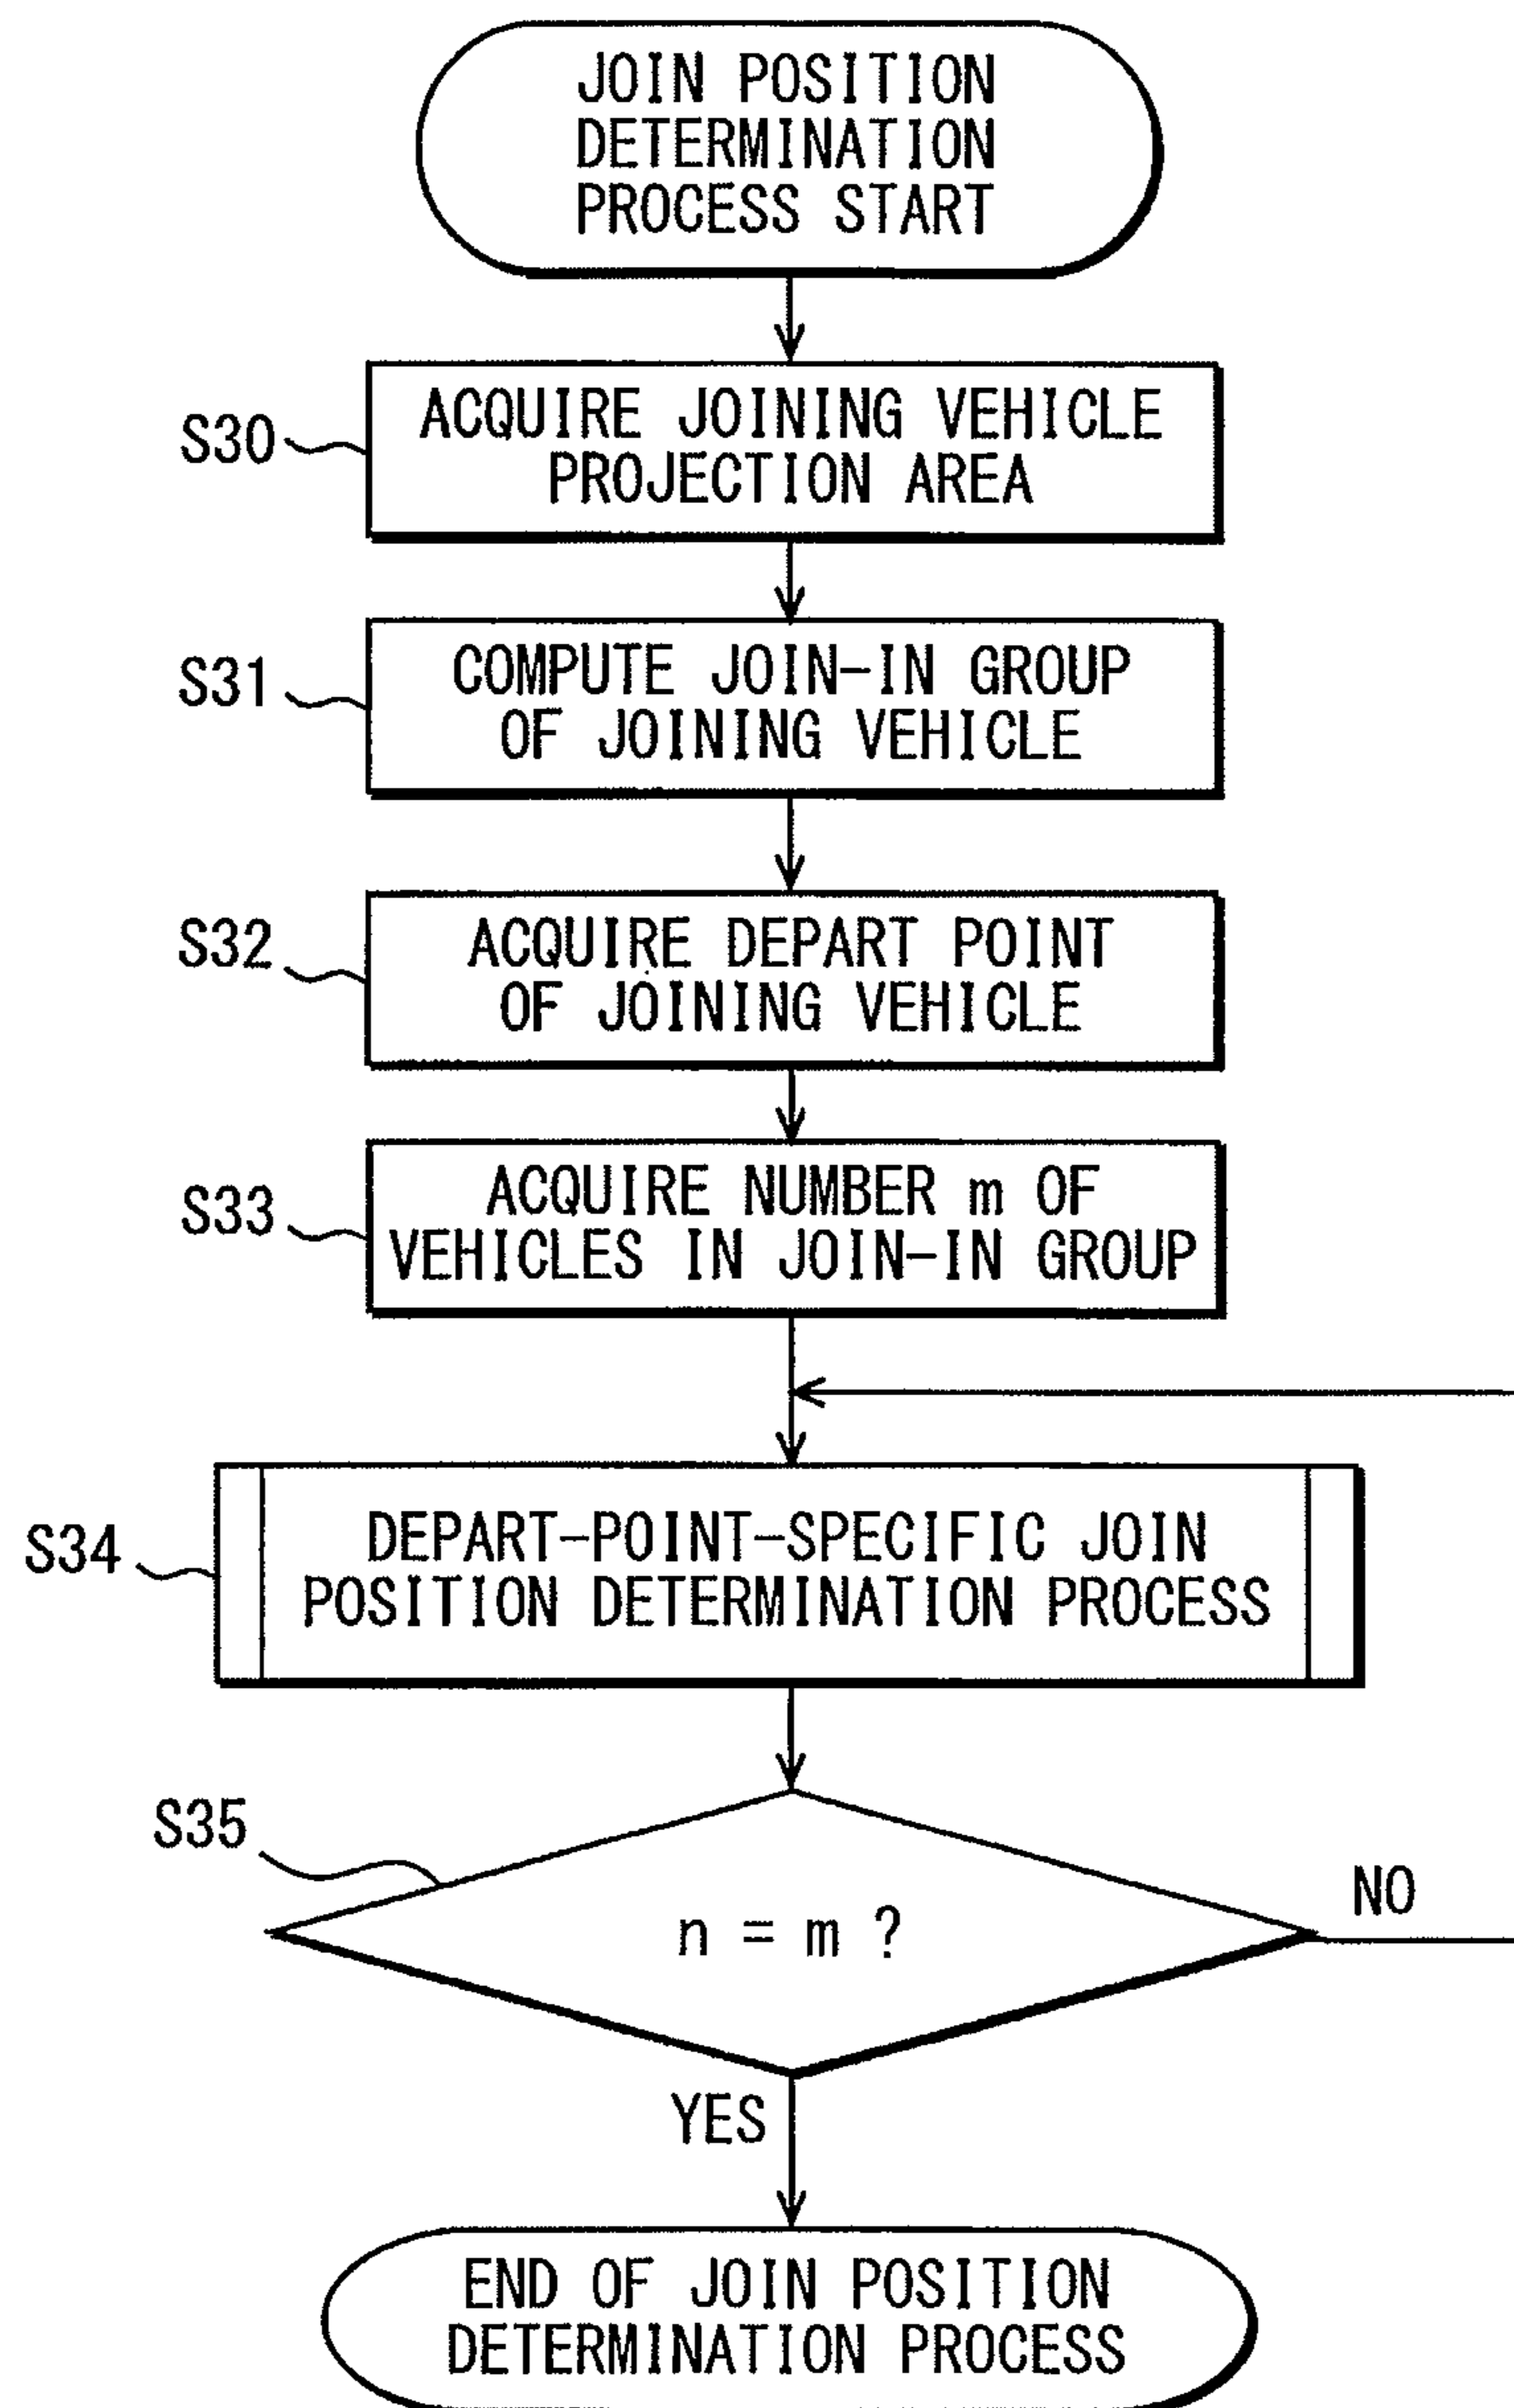 JOIN POSITION
DETERMINATION
PROCESS START
S30
ACQUIRE JOINING VEHICLE
PROJECTION AREA
S31
COMPUTE JOIN-IN GROUP
OF JOINING VEHICLE
S32
ACQUIRE DEPART POINT
OF JOINING VEHICLE
S33
ACQUIRE NUMBER m OF
VEHICLES IN JOIN-IN GROUP
S34
DEPART-POINT-SPECIFIC JOIN
POSITION DETERMINATION PROCESS
S35
n = m ?
NO
YES
END OF JOIN POSITION
DETERMINATION PROCESS